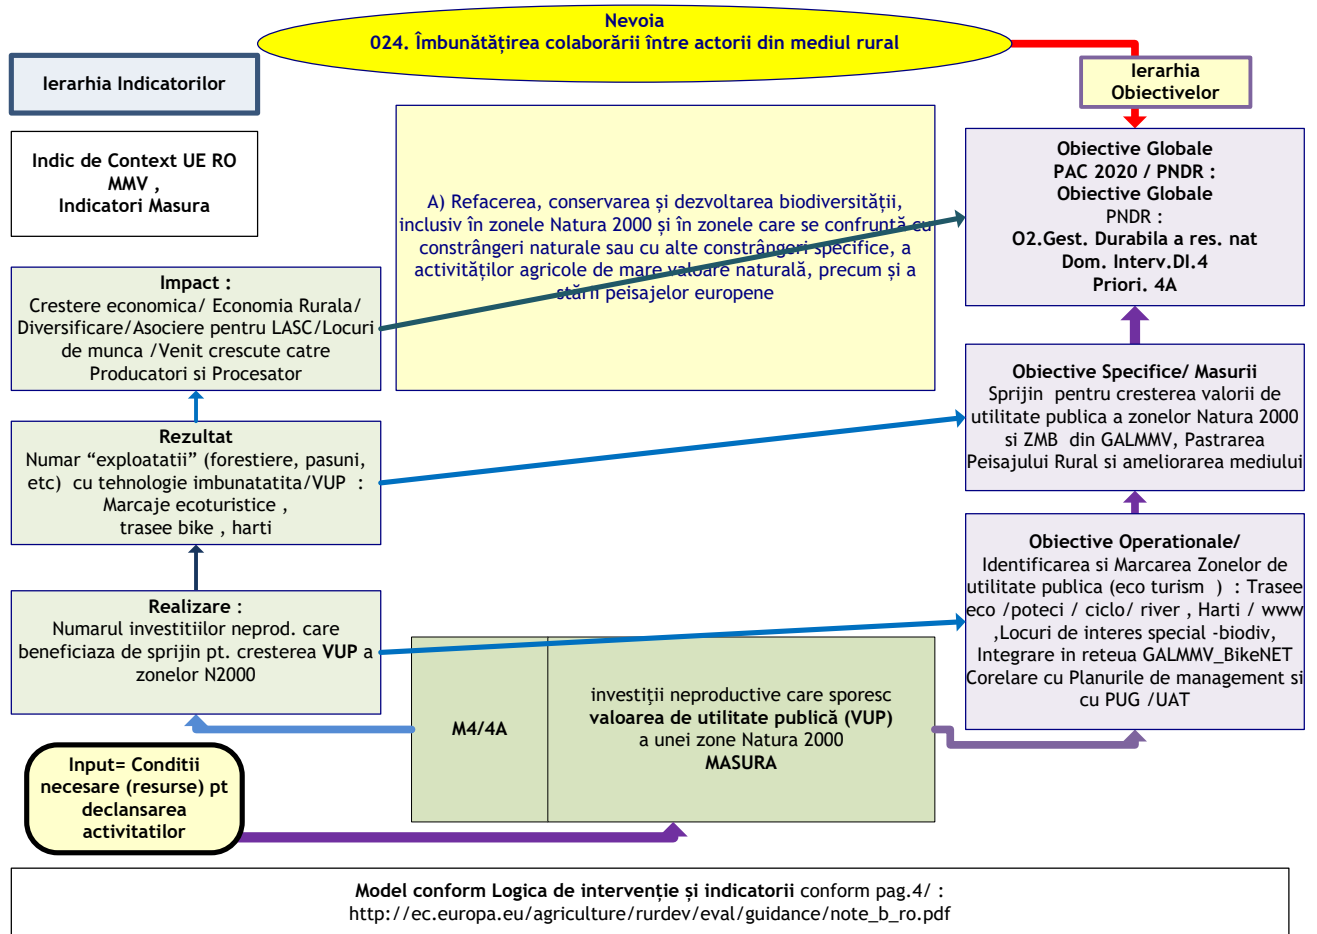 Nevoia
024. Îmbunătățirea colaborării între actorii din mediul rural
Ierarhia Indicatorilor
Ierarhia
Obiectivelor
Indic de Context UE RO
MMV ,
Indicatori Masura
A) Refacerea, conservarea și dezvoltarea biodiversității,
inclusiv în zonele Natura 2000 și în zonele care se confruntă cu
constrângeri naturale sau cu alte constrângeri specifice, a
activităților agricole de mare valoare naturală, precum și a
stării peisajelor europene
Obiective Globale
PAC 2020 / PNDR :
Obiective Globale
PNDR :
O2.Gest. Durabila a res. nat
Dom. Interv.DI.4
Priori. 4A
Impact :
Crestere economica/ Economia Rurala/
Diversificare/Asociere pentru LASC/Locuri
de munca /Venit crescute catre
Producatori si Procesator
Obiective Specifice/ Masurii
Sprijin pentru cresterea valorii de
utilitate publica a zonelor Natura 2000
si ZMB din GALMMV, Pastrarea
Peisajului Rural si ameliorarea mediului
Rezultat
Numar “exploatatii” (forestiere, pasuni,
etc) cu tehnologie imbunatatita/VUP :
Marcaje ecoturistice ,
trasee bike , harti
Obiective Operationale/
Identificarea si Marcarea Zonelor de
utilitate publica (eco turism ) : Trasee
eco /poteci / ciclo/ river , Harti / www
,Locuri de interes special -biodiv,
Integrare in reteua GALMMV_BikeNET
Corelare cu Planurile de management si
cu PUG /UAT
Realizare :
Numarul investitiilor neprod. care
beneficiaza de sprijin pt. cresterea VUP a
zonelor N2000
M4/4A
investiții neproductive care sporesc
valoarea de utilitate publică (VUP)
a unei zone Natura 2000
MASURA
Input= Conditii
necesare (resurse) pt
declansarea
activitatilor
Model conform Logica de intervenție și indicatorii conform pag.4/ :
http://ec.europa.eu/agriculture/rurdev/eval/guidance/note_b_ro.pdf